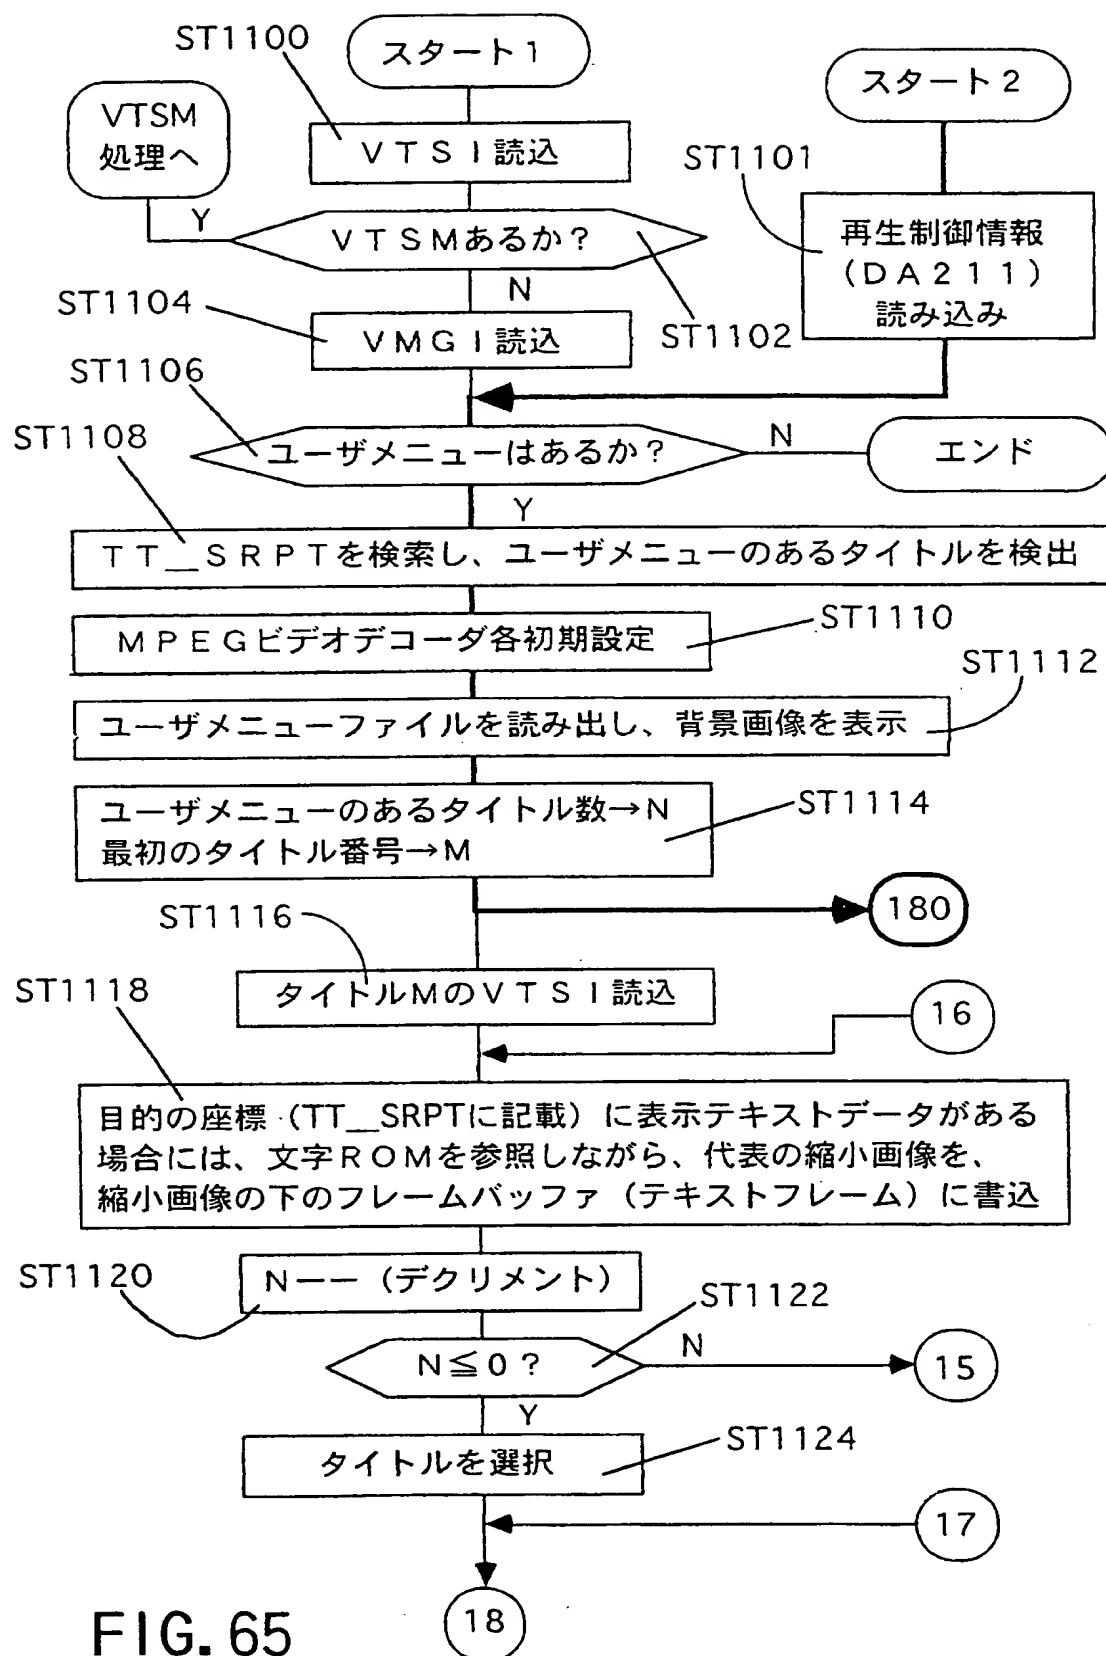 ST1100
スタート1
スタート2
VTSM
処理へ
VTSI読込
ST1101
Y
VTSMあるか？
再生制御情報
(DA211)
読み込み
N
ST1104
ST1102
VMGI読込
ST1106
ST1108
ユーザメニューはあるか？
N
エンド
Y
TT__SRPTを検索し、ユーザメニューのあるタイトルを検出
ST1110
MPEGビデオデコーダ各初期設定
ST1112
ユーザメニューファイルを読み出し、背景画像を表示
ユーザメニューのあるタイトル数→N
最初のタイトル番号→M
ST1114
180
ST1116
ST1118
タイトルMのVTSI読込
16
目的の座標（TT__SRPTに記載）に表示テキストデータがある
場合には、文字ROMを参照しながら、代表の縮小画像を、
縮小画像の下のフレームバッファ（テキストフレーム）に書込
ST1120
N−−（デクリメント）
ST1122
N≦0？
N
15
Y
ST1124
タイトルを選択
17
18
FIG. 65